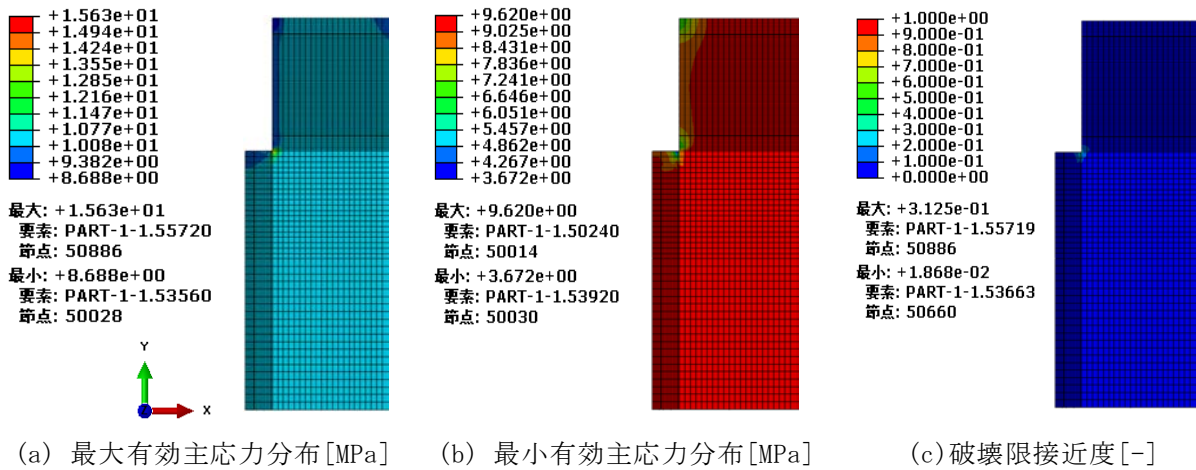 +1.563e+01
+1.494e+01
+1.424e+01
+1.355e+01
+1.285e+01
+1.216e+01
+1.147e+01
+1.077e+01
+1.008e+01
+9.382e+00
+8.688e+00
最大: +1.563e+01
要素: PART-1-1.55720
節点: 50886
最小: +8.688e+00
要素: PART-1-1.53560
節点: 50028
Y
Z
X
(a) 最大有効主応力分布[MPa]
+9.620e+00
+9.025e+00
+8.431e+00
+7.836e+00
+7.241e+00
+6.646e+00
+6.051e+00
+5.457e+00
+4.862e+00
+4.267e+00
+3.672e+00
最大: +9.620e+00
要素: PART-1-1.50240
節点: 50014
最小: +3.672e+00
要素: PART-1-1.53920
節点: 50030
(b) 最小有効主応力分布[MPa]
+1.000e+00
+9.000e-01
+8.000e-01
+7.000e-01
+6.000e-01
+5.000e-01
+4.000e-01
+3.000e-01
+2.000e-01
+1.000e-01
+0.000e+00
最大: +3.125e-01
要素: PART-1-1.55719
節点: 50886
最小: +1.868e-02
要素: PART-1-1.53663
節点: 50660
(c)破壊限接近度[-]